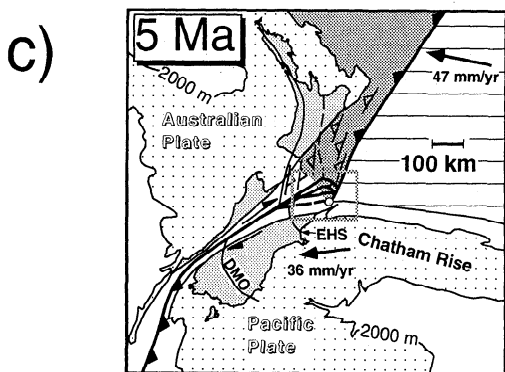 c)
5 Ma
2000 m
47 mm/yr
Australian
Plate
100 km
EHS
Chatham Rise
36 mm/yr
DMO
Pacific
Plate
2000 m